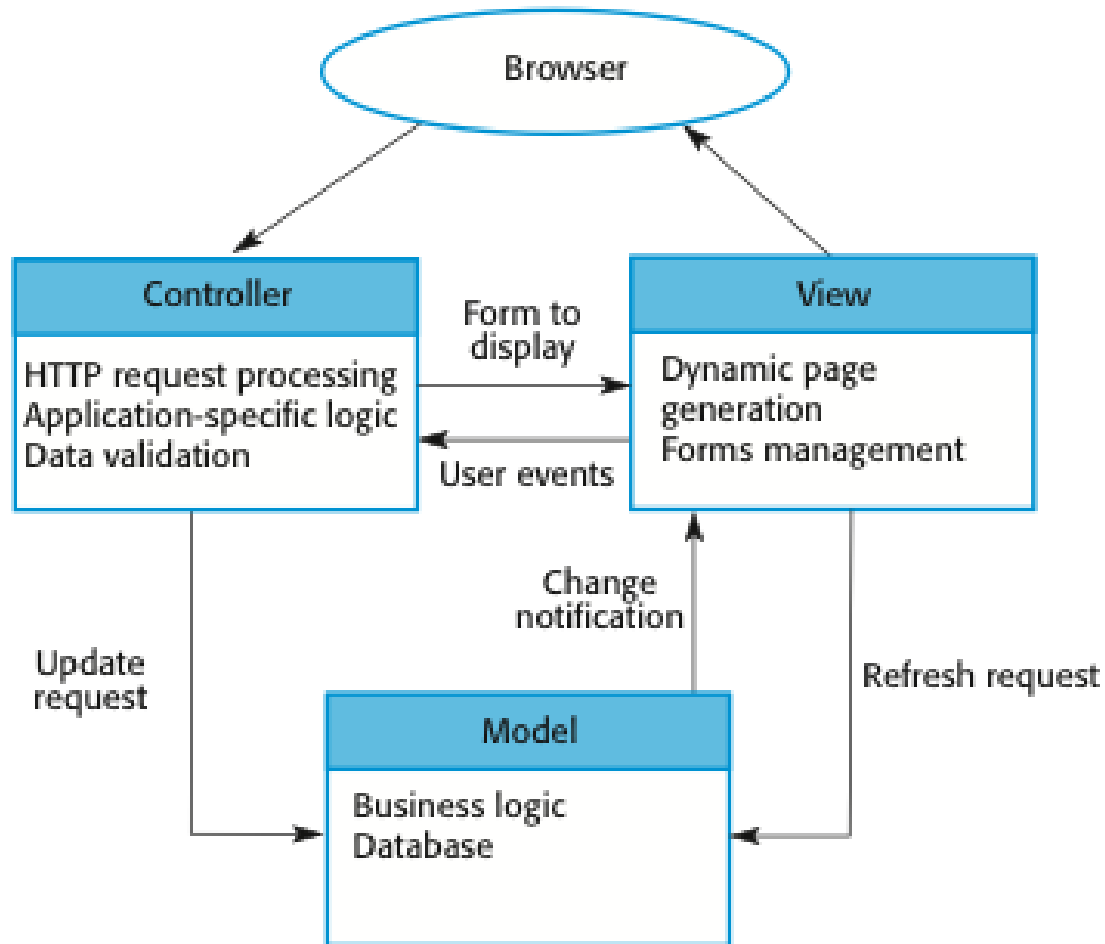 Browser
Controller
HTTP request processing
Application-specific logic
Data validation
Form to
display
User events
View
Dynamic page
generation
Forms management
Update
request
Change
notification
Refresh request
Model
Business logic
Database